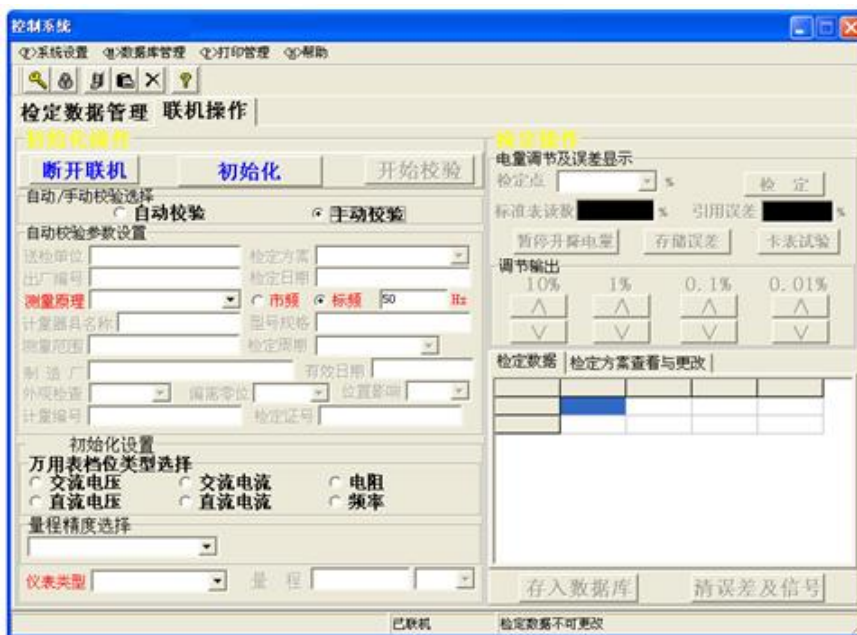 控制系统
系统设置 数据库管理 打印管理 帮助
检定数据管理 联机操作
初始化操作
断开联机 初始化 开始校验
自动/手动校验选择
自动校验 手动校验
自动校验参数设置
送检单位 检定方案
出厂编号 检定日期
测量原理 市频 标频 50 Hz
计量器具名称 型号规格
测量范围 检定周期
制造厂 有效日期
外观检查 偏离零位 位置影响
计量编号 检定证号
初始化设置
万用表档位类型选择
交流电压 交流电流 电阻
直流电压 直流电流 频率
量程精度选择
仪表类型 量 程
电量调节及误差显示
检定点 % 检 定
标准表读数 % 引用误差 %
暂停升降电量 存储误差 卡表试验
调节输出
10% 1% 0.1% 0.01%
检定数据 检定方案查看与更改
存入数据库 清误差及信号
已联机 检定数据不可更改